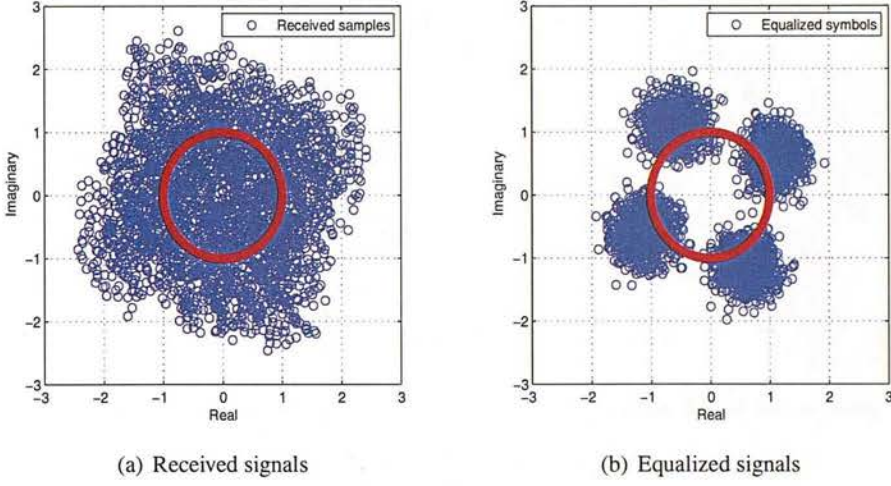 Received samples
3
2
1
0
−1
−2
−3
−3 −2 −1 0 1 2 3
Imaginary
Real
(a) Received signals
Equalized symbols
3
2
1
0
−1
−2
−3
−3 −2 −1 0 1 2 3
Imaginary
Real
(b) Equalized signals